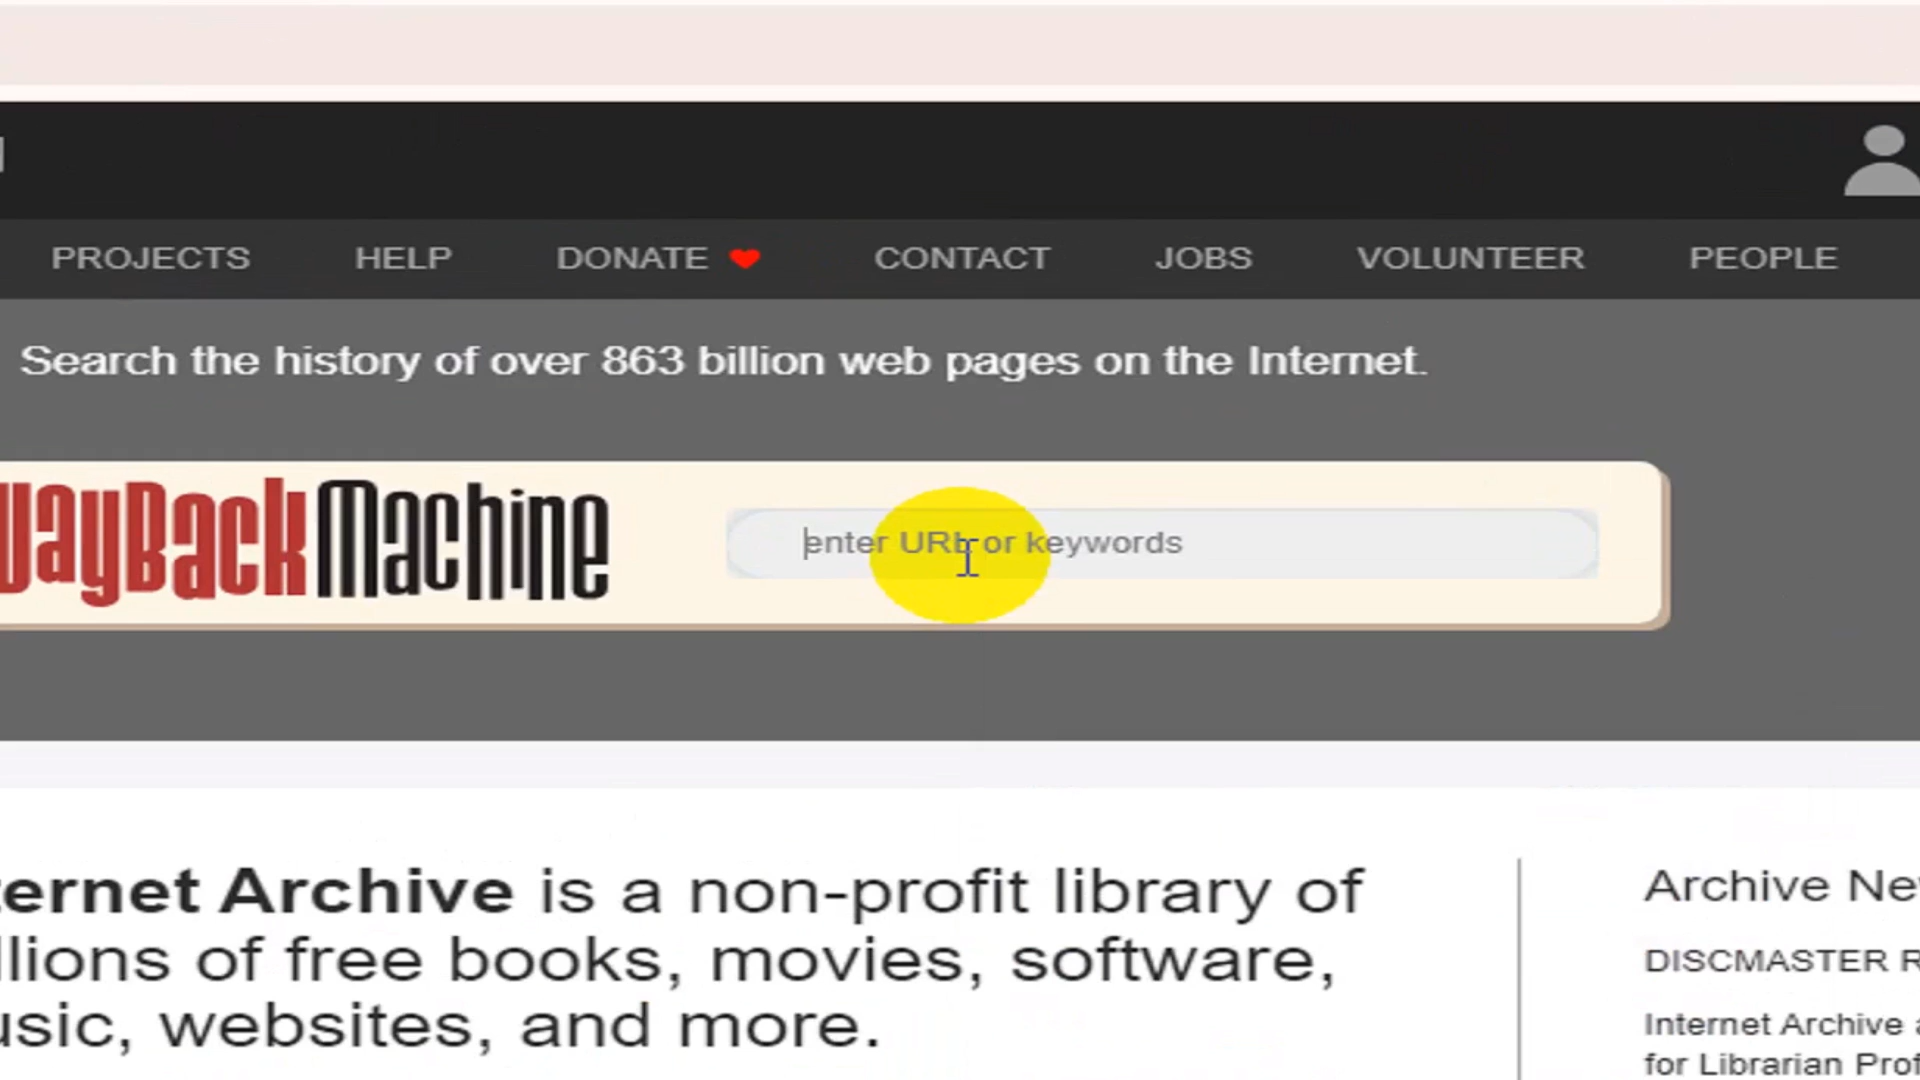 PROJECTS HELP DONATE CONTACT JOBS VOLUNTEER PEOPLE
Search the history of over 863 billion web pages on the Internet.
WayBackMachine
enter URL or keywords
ternet Archive is a non-profit library of
llions of free books, movies, software,
usic, websites, and more.
Archive Ne
DISCMASTER R
Internet Archive a
for Librarian Prof